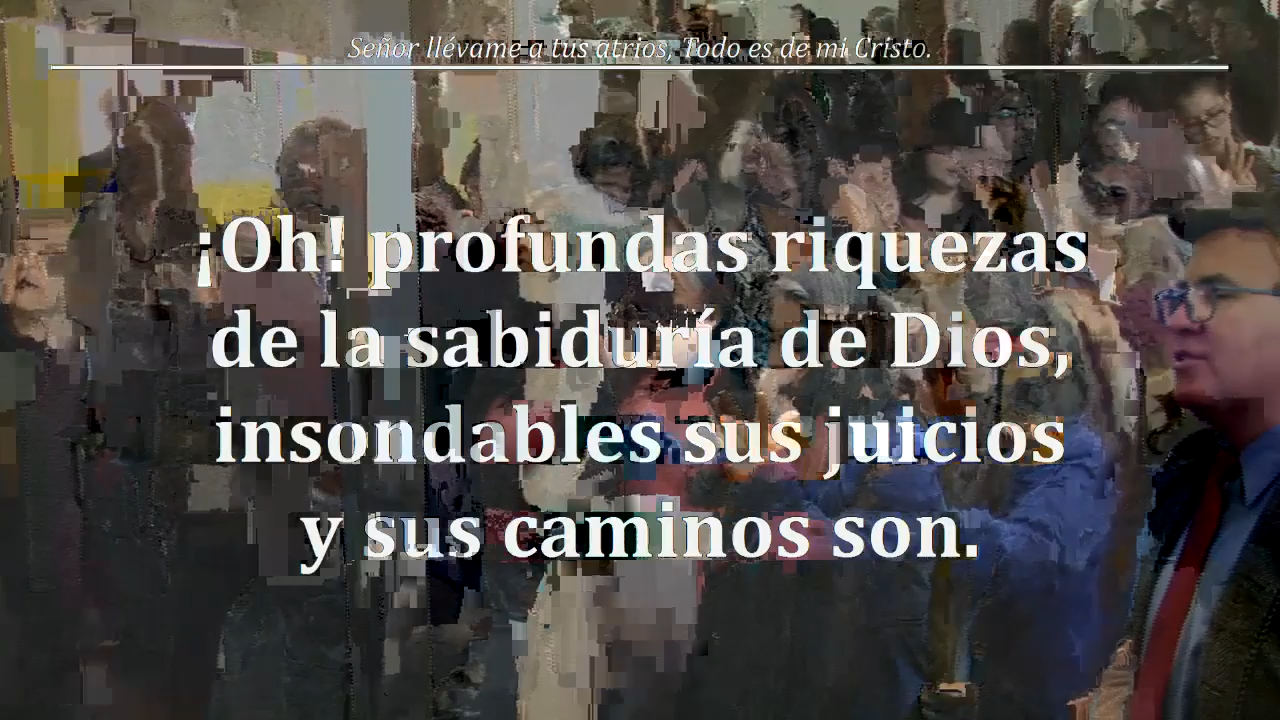 Señor llévame a tus atrios, Todo es de mi Cristo.
¡Oh! profundas riquezas
de la sabiduría de Dios,
insondables sus juicios
y sus caminos son.